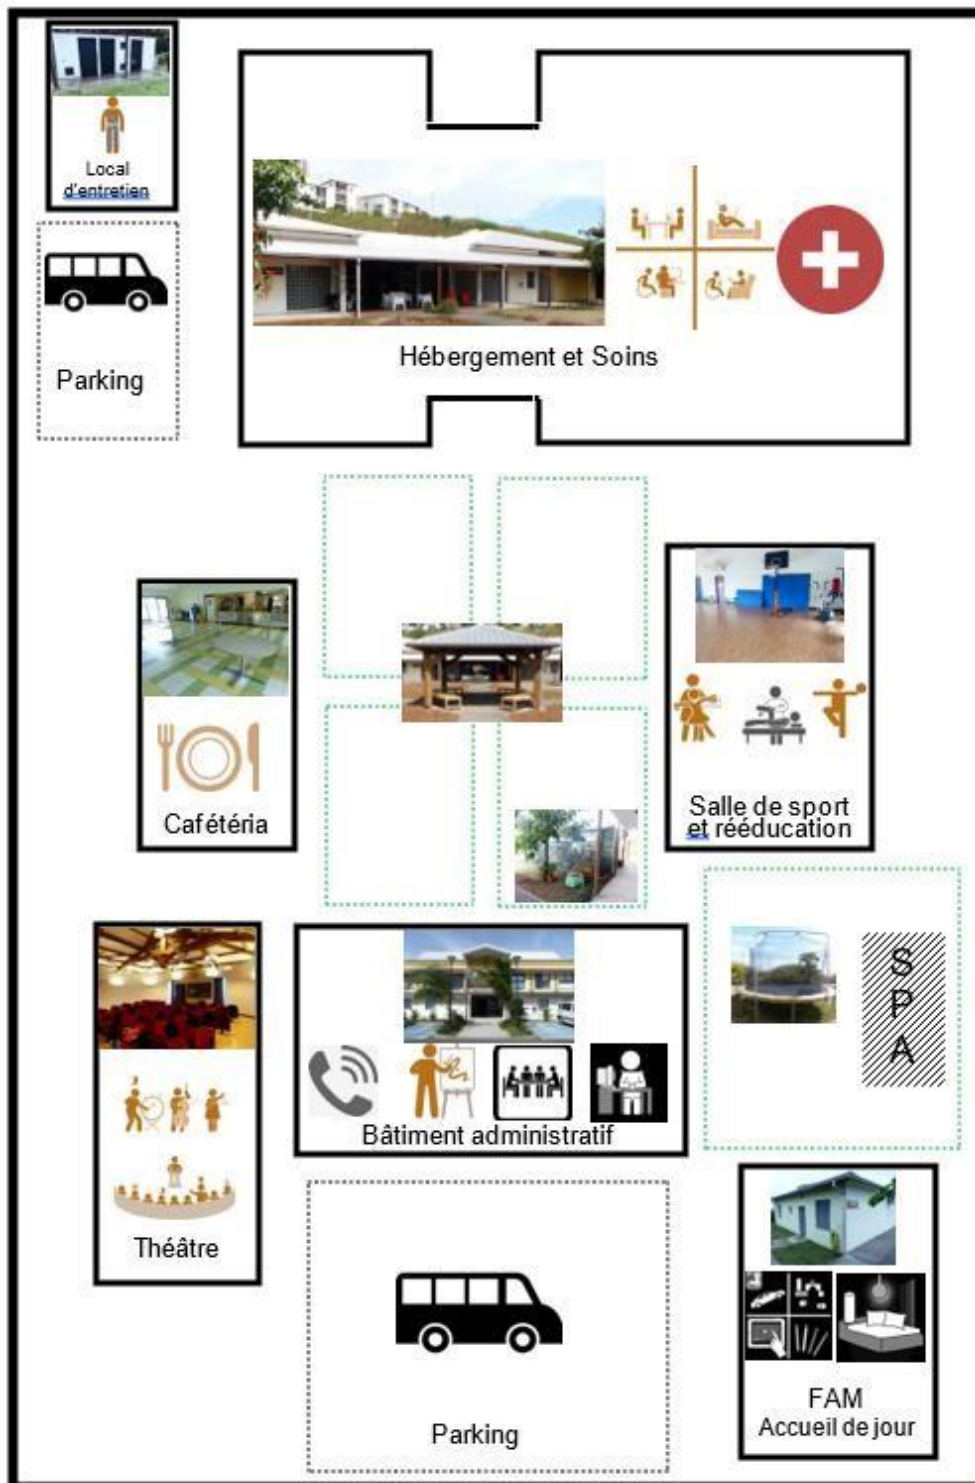 Local
d'entretien
Parking
Hébergement et Soins
Cafétéria
Salle de sport
et rééducation
S
P
A
Théâtre
Bâtiment administratif
Parking
FAM
Accueil de jour